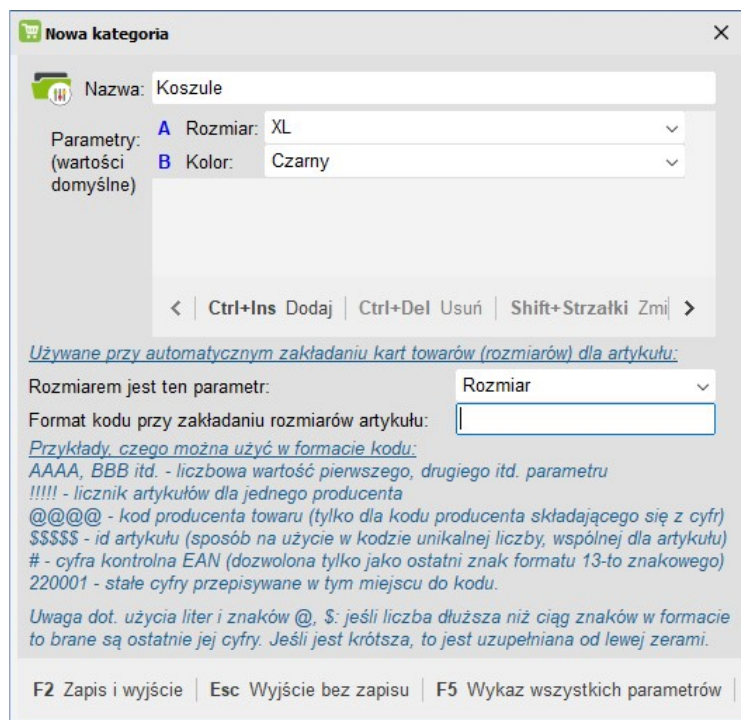 Nowa kategoria
Nazwa: Koszule
Parametry:
(wartości
domyślne)
A Rozmiar: XL
B Kolor: Czarny
Ctrl+Ins Dodaj Ctrl+Del Usuń Shift+Strzałki Zmi
Używane przy automatycznym zakładaniu kart towarów (rozmiarów) dla artykułu:
Rozmiarem jest ten parametr: Rozmiar
Format kodu przy zakładaniu rozmiarów artykułu:
Przykłady, czego można użyć w formacie kodu:
AAAA, BBB itd. - liczbowa wartość pierwszego, drugiego itd. parametru
!!!!! - licznik artykułów dla jednego producenta
@@@@ - kod producenta towaru (tylko dla kodu producenta składającego się z cyfr)
$$$$$ - id artykułu (sposób na użycie w kodzie unikalnej liczby, wspólnej dla artykułu)
# - cyfra kontrolna EAN (dozwolona tylko jako ostatni znak formatu 13-to znakowego)
220001 - stałe cyfry przepisywane w tym miejscu do kodu.
Uwaga dot. użycia liter i znaków @, $: jeśli liczba dłuższa niż ciąg znaków w formacie
to brane są ostatnie jej cyfry. Jeśli jest krótsza, to jest uzupełniana od lewej zerami.
F2 Zapis i wyjście Esc Wyjście bez zapisu F5 Wykaz wszystkich parametrów